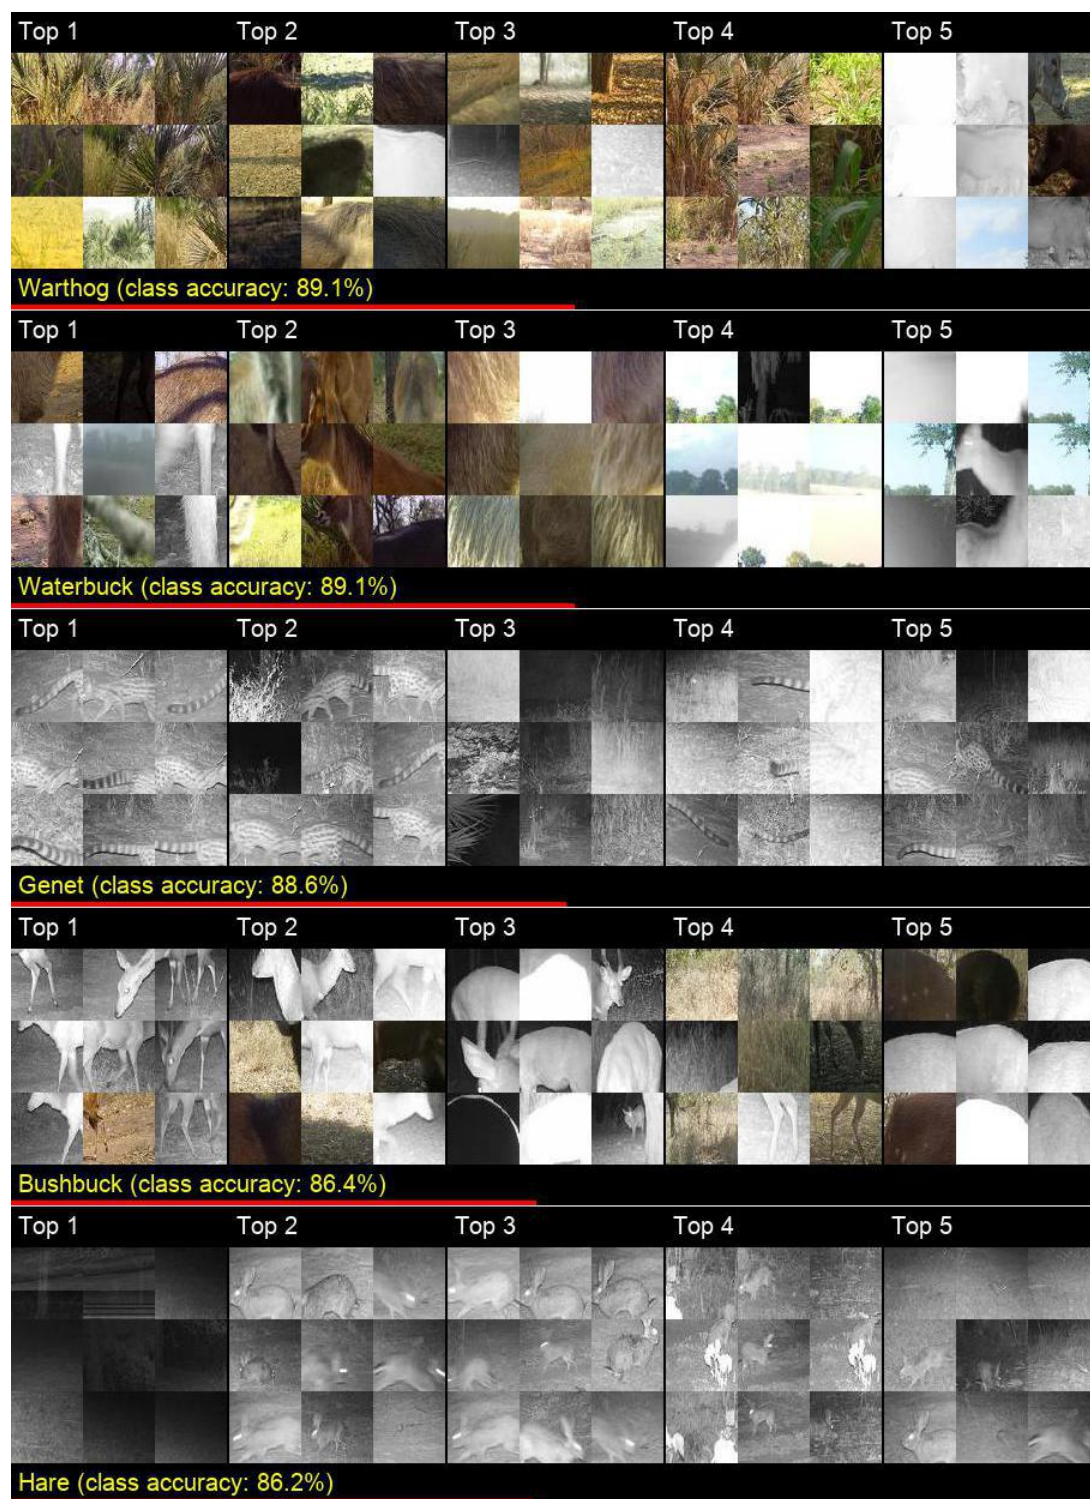 Top 1 Top 2 Top 3 Top 4 Top 5
Warthog (class accuracy: 89.1%)
Top 1 Top 2 Top 3 Top 4 Top 5
Waterbuck (class accuracy: 89.1%)
Top 1 Top 2 Top 3 Top 4 Top 5
Genet (class accuracy: 88.6%)
Top 1 Top 2 Top 3 Top 4 Top 5
Bushbuck (class accuracy: 86.4%)
Top 1 Top 2 Top 3 Top 4 Top 5
Hare (class accuracy: 86.2%)